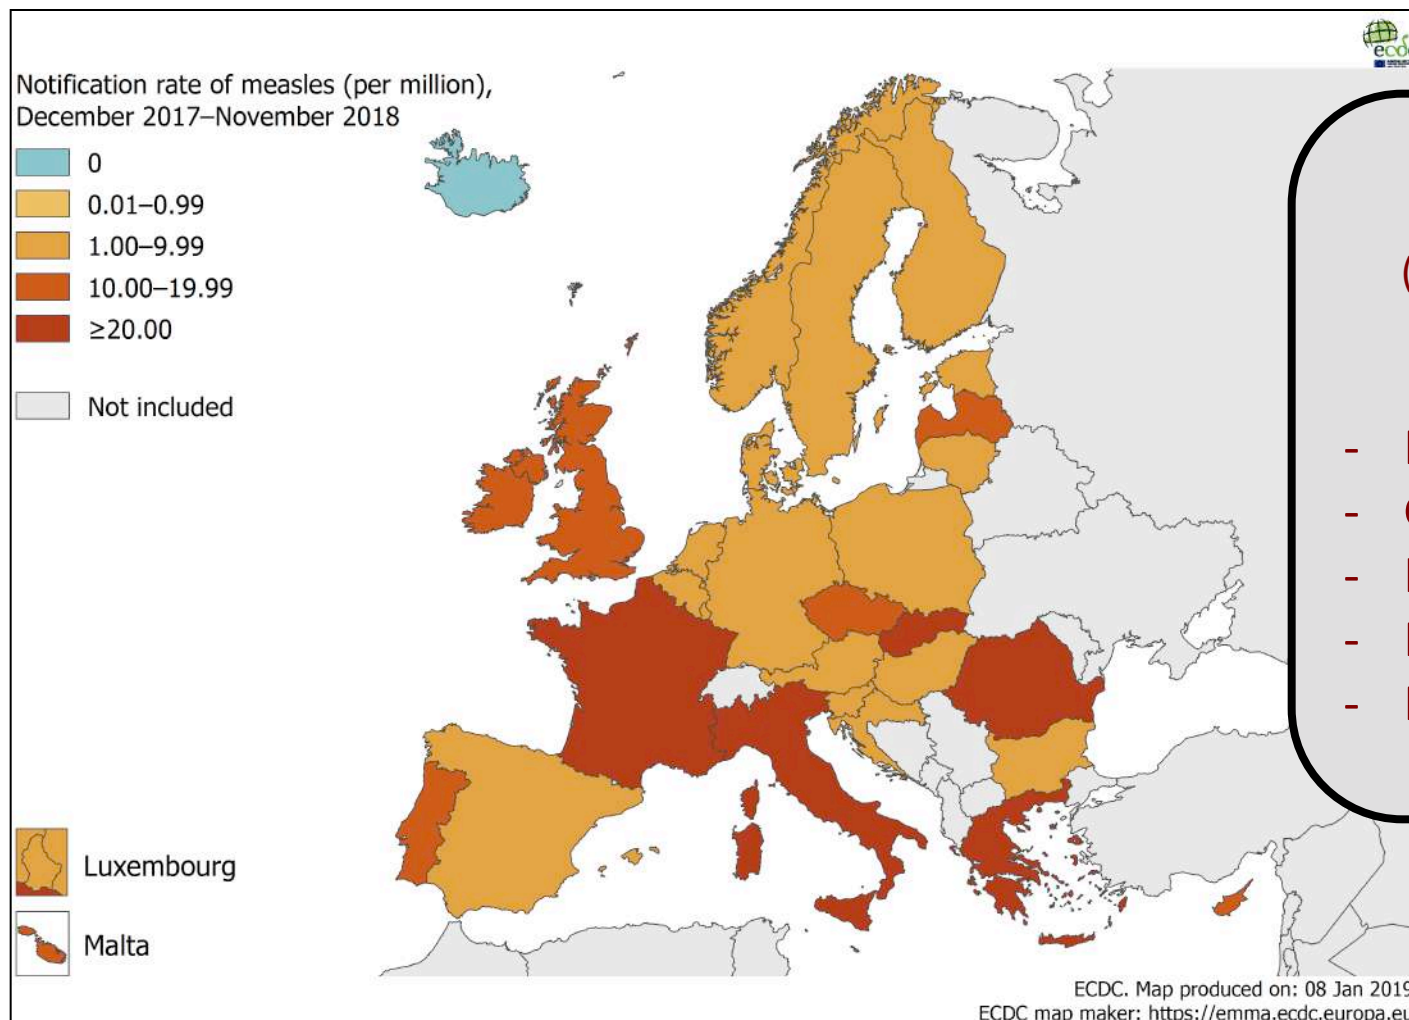 Notification rate of measles (per million),
December 2017–November 2018
0
0.01–0.99
1.00–9.99
10.00–19.99
≥20.00
Not included
Luxembourg
Malta
ECDC. Map produced on: 08 Jan 2019
ECDC map maker: https://emma.ecdc.europa.eu